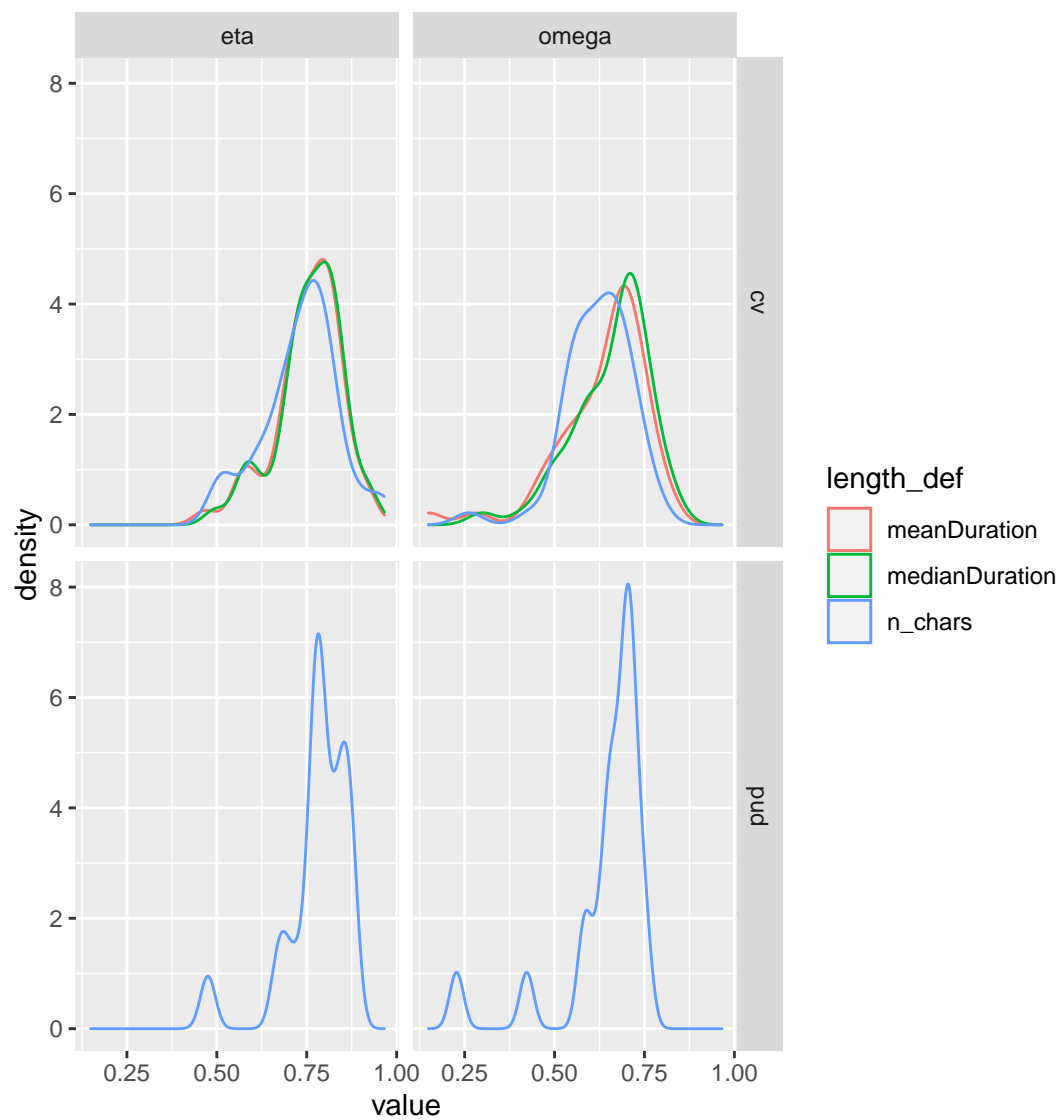 eta
omega
8
6
4
2
0
cv
density
8
6
4
2
0
pud
0.25
0.50
0.75
1.00
0.25
0.50
0.75
1.00
value
length_def
meanDuration
medianDuration
n_chars